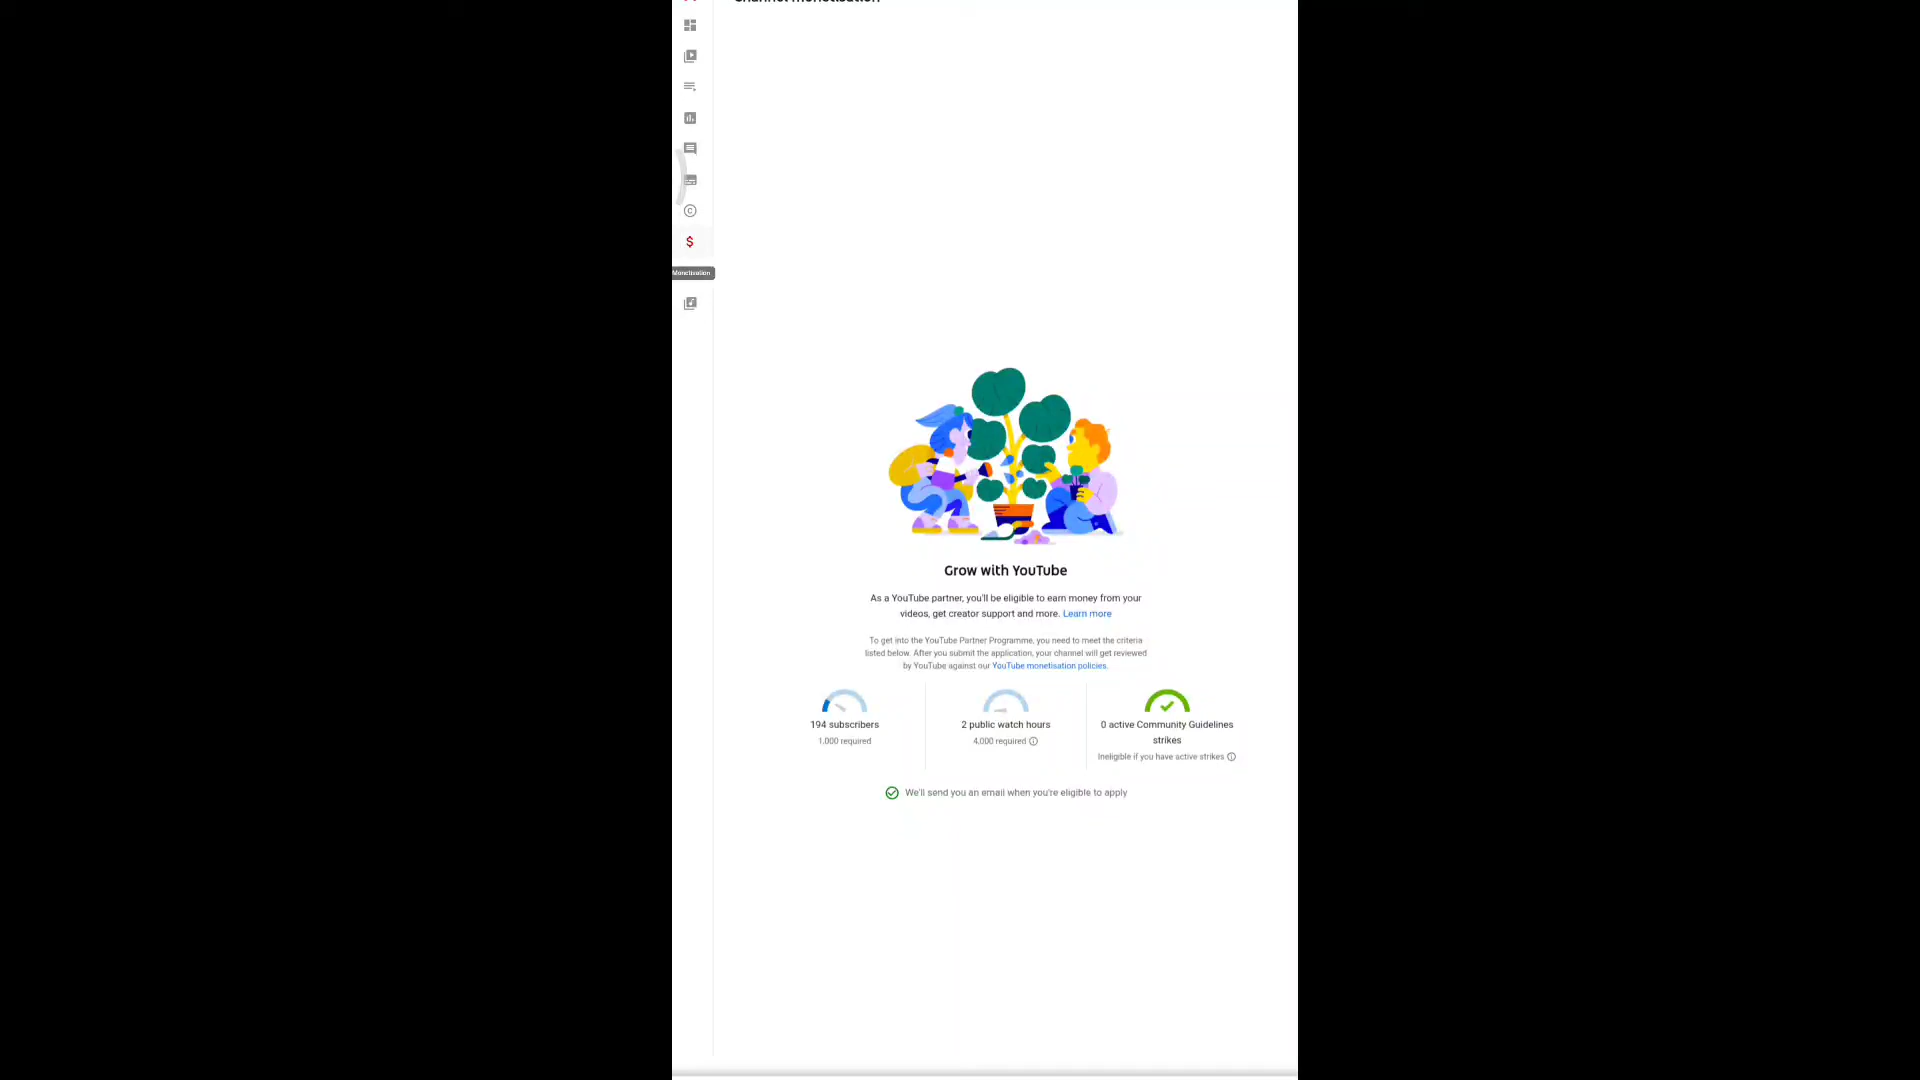 Channel monetisation
Monetisation
Grow with YouTube
As a YouTube partner, you'll be eligible to earn money from your
videos, get creator support and more. Learn more
To get into the YouTube Partner Programme, you need to meet the criteria
listed below. After you submit the application, your channel will get reviewed
by YouTube against our YouTube monetisation policies.
194 subscribers
1,000 required
2 public watch hours
4,000 required
0 active Community Guidelines
strikes
Ineligible if you have active strikes
We'll send you an email when you're eligible to apply